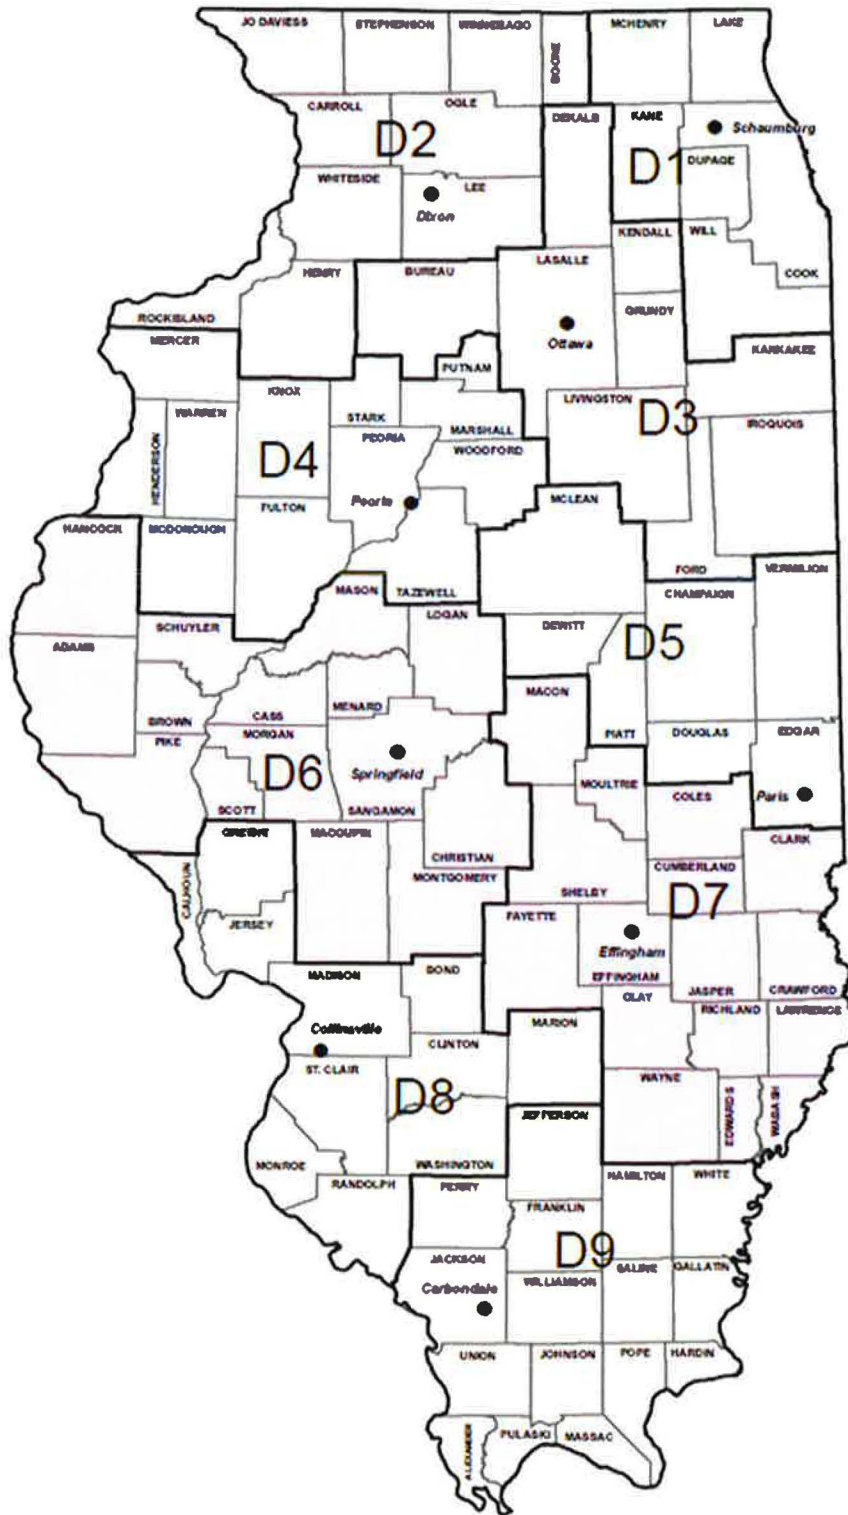 JO DAVIESS
STEPHENSON
WINNEBAGO
BOONE
MCHENRY
LAKE
CARROLL
OGLE
DEKALB
KANE
Schaumburg
D2
D1
DUPAGE
WHITESIDE
LEE
Dixon
KENDALL
WILL
HENRY
BUREAU
LASALLE
COOK
ROCKISLAND
GRUNDY
Ottawa
MERCER
KANKAKEE
PUTNAM
KNOX
STARK
LIVINGSTON
WARREN
MARSHALL
D3
IROQUOIS
PEORIA
HENDERSON
D4
WOODFORD
Peoria
MCLEAN
FULTON
HANCOCK
MCDONOUGH
FORD
VERMILION
MASON
TAZEWELL
CHAMPAIGN
LOGAN
SCHUYLER
DEWITT
ADAMS
D5
MENARD
MACON
BROWN
CASS
PIKE
MORGAN
PIATT
DOUGLAS
EDGAR
Springfield
D6
MOULTRIE
Paris
SCOTT
SANGAMON
COLES
GREENE
MACOUPIN
CLARK
CHRISTIAN
CALHOUN
MONTGOMERY
CUMBERLAND
SHELBY
D7
JERSEY
FAYETTE
Effingham
MADISON
BOND
EFFINGHAM
JASPER
CRAWFORD
CLAY
RICHLAND
LAWRENCE
Collinsville
MARION
CLINTON
ST. CLAIR
WAYNE
D8
EDWARDS
WABASH
JEFFERSON
MONROE
WASHINGTON
RANDOLPH
PERRY
HAMILTON
WHITE
FRANKLIN
D9
JACKSON
SALINE
GALLATIN
Carbondale
WILLIAMSON
UNION
JOHNSON
POPE
HARDIN
ALEXANDER
PULASKI
MASSAC